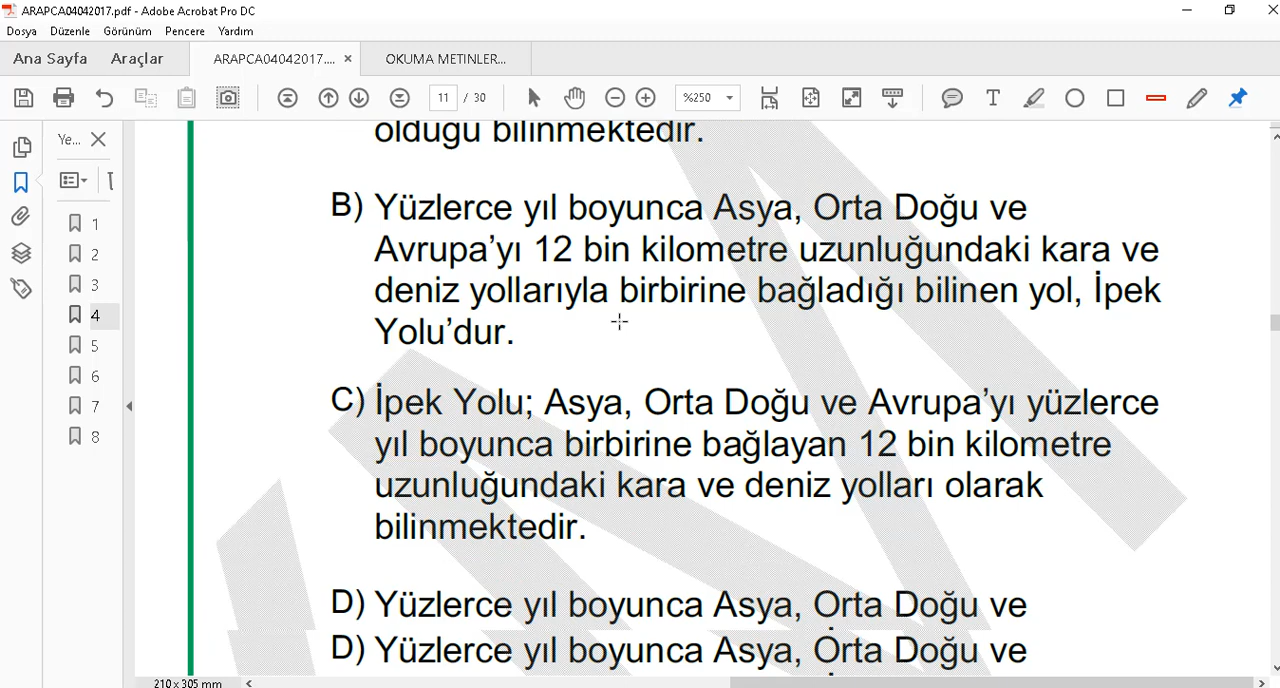 ARAPCA04042017.pdf - Adobe Acrobat Pro DC
Dosya Düzenle Görünüm Pencere Yardım
Ana Sayfa Araçlar ARAPCA04042017.... × OKUMA METINLER...
11 / 30 %250
Ye...
1
2
3
4
5
6
7
8
olduğu bilinmektedir.
B) Yüzlerce yıl boyunca Asya, Orta Doğu ve
Avrupa’yı 12 bin kilometre uzunluğundaki kara ve
deniz yollarıyla birbirine bağladığı bilinen yol, İpek
Yolu’dur.
C) İpek Yolu; Asya, Orta Doğu ve Avrupa’yı yüzlerce
yıl boyunca birbirine bağlayan 12 bin kilometre
uzunluğundaki kara ve deniz yolları olarak
bilinmektedir.
D) Yüzlerce yıl boyunca Asya, Orta Doğu ve
D) Yüzlerce yıl boyunca Asya, Orta Doğu ve
210 x 305 mm